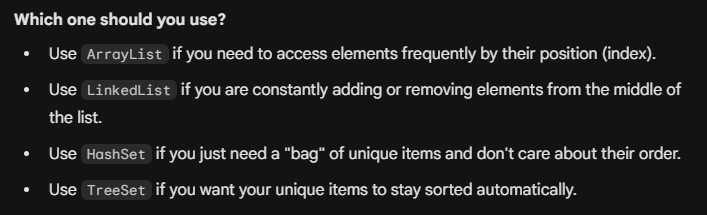 Which one should you use?
• Use ArrayList if you need to access elements frequently by their position (index).
• Use LinkedList if you are constantly adding or removing elements from the middle of
the list.
• Use HashSet if you just need a "bag" of unique items and don't care about their order.
• Use TreeSet if you want your unique items to stay sorted automatically.